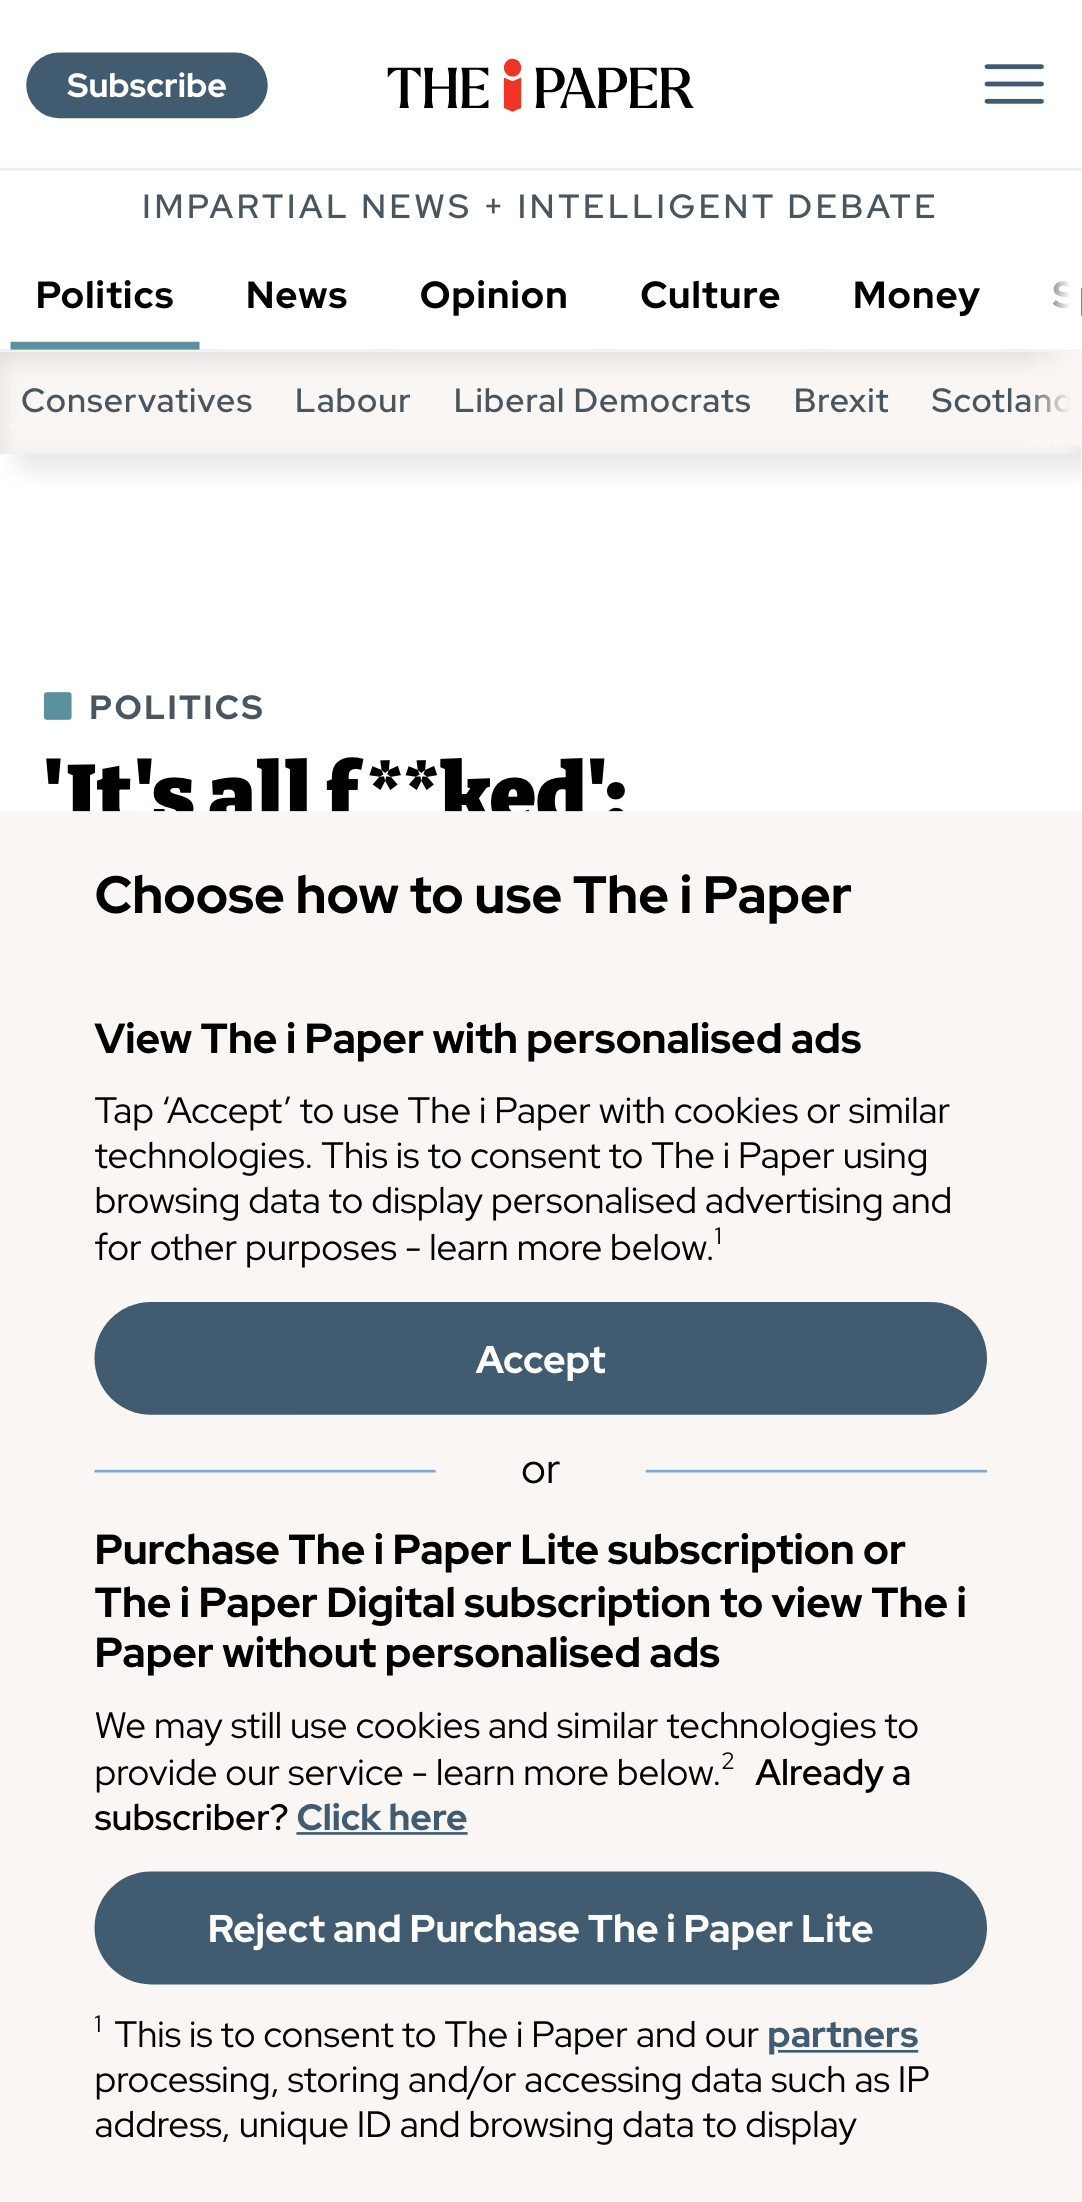 Subscribe
THE i PAPER
IMPARTIAL NEWS + INTELLIGENT DEBATE
Politics News Opinion Culture Money
Conservatives Labour Liberal Democrats Brexit Scotland
POLITICS
'It's all f**ked':
Choose how to use The i Paper
View The i Paper with personalised ads
Tap ‘Accept’ to use The i Paper with cookies or similar
technologies. This is to consent to The i Paper using
browsing data to display personalised advertising and
for other purposes - learn more below.¹
Accept
or
Purchase The i Paper Lite subscription or
The i Paper Digital subscription to view The i
Paper without personalised ads
We may still use cookies and similar technologies to
provide our service - learn more below.² Already a
subscriber? Click here
Reject and Purchase The i Paper Lite
¹ This is to consent to The i Paper and our partners
processing, storing and/or accessing data such as IP
address, unique ID and browsing data to display